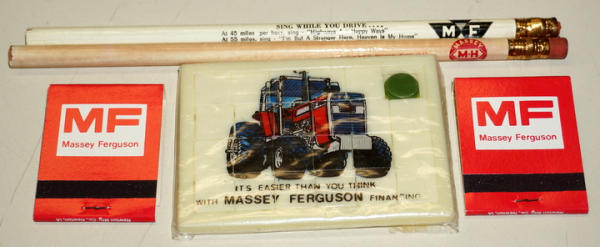 SING WHILE YOU DRIVE....
At 45 miles per hour, sing - "Highways Are Happy Ways"
At 55 miles, sing - "I'm But A Stranger Here, Heaven is My Home"
MF
MASSEY
M-H
MF
Massey Ferguson
IT'S EASIER THAN YOU THINK
WITH MASSEY FERGUSON FINANCING
MF
Massey Ferguson